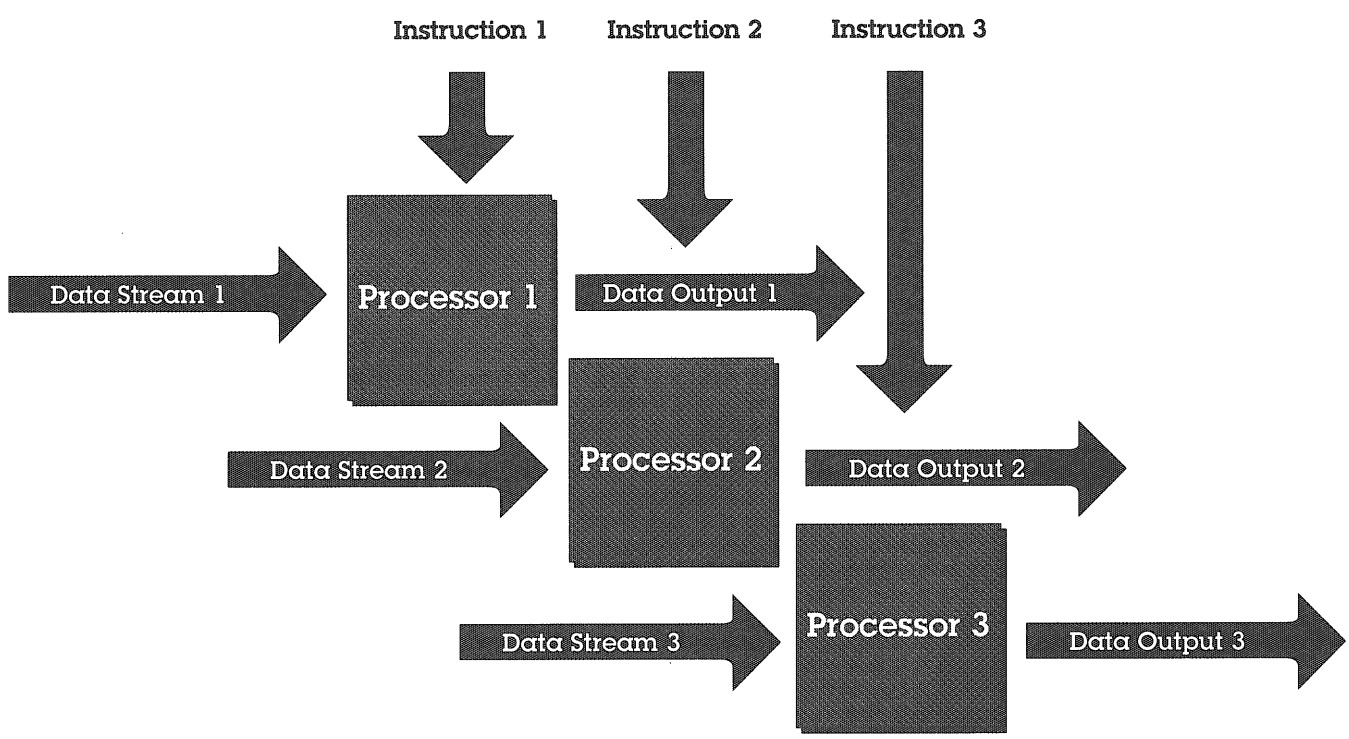 Instruction 1
Instruction 2
Instruction 3
Data Stream 1
Processor 1
Data Output 1
Data Stream 2
Processor 2
Data Output 2
Data Stream 3
Processor 3
Data Output 3